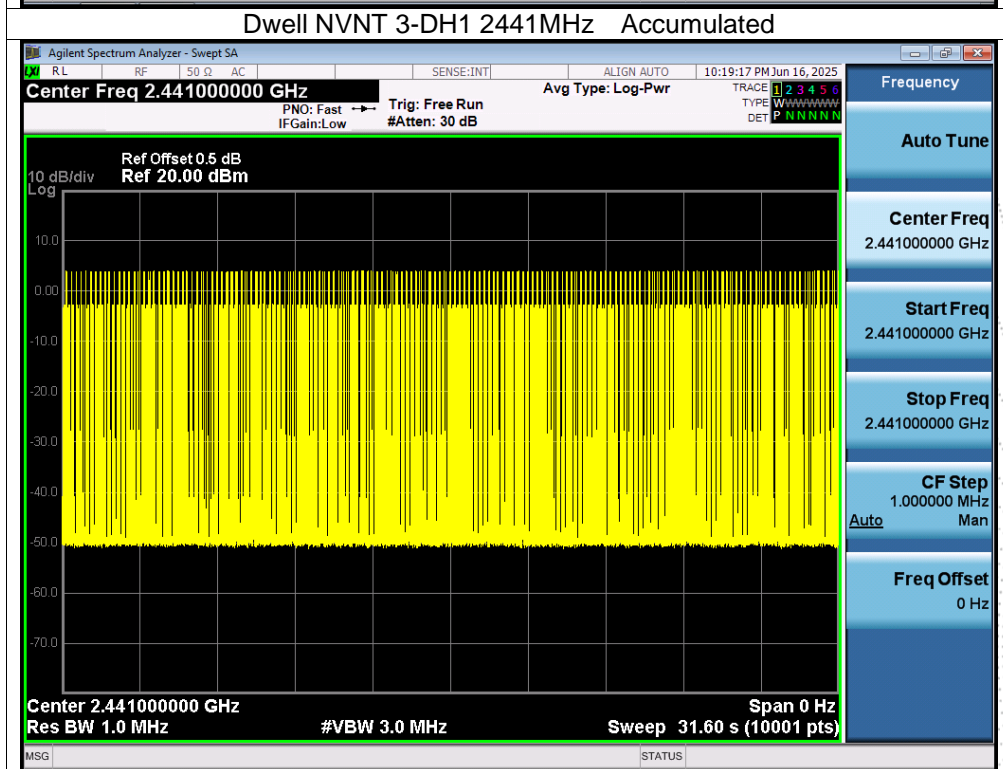 Dwell NVNT 3-DH1 2441MHz Accumulated
Agilent Spectrum Analyzer - Swept SA
LXI RL RF 50 Ω AC SENSE:INT ALIGN AUTO 10:19:17 PM Jun 16, 2025
Center Freq 2.441000000 GHz
PNO: Fast
IFGain:Low
Trig: Free Run
#Atten: 30 dB
Avg Type: Log-Pwr
TRACE 1 2 3 4 5 6
TYPE WWWWWWW
DET P N N N N N
Ref Offset 0.5 dB
10 dB/div Ref 20.00 dBm
Log
10.0
0.00
-10.0
-20.0
-30.0
-40.0
-50.0
-60.0
-70.0
Center 2.441000000 GHz Span 0 Hz
Res BW 1.0 MHz #VBW 3.0 MHz Sweep 31.60 s (10001 pts)
MSG STATUS
Frequency
Auto Tune
Center Freq
2.441000000 GHz
Start Freq
2.441000000 GHz
Stop Freq
2.441000000 GHz
CF Step
1.000000 MHz
Auto Man
Freq Offset
0 Hz